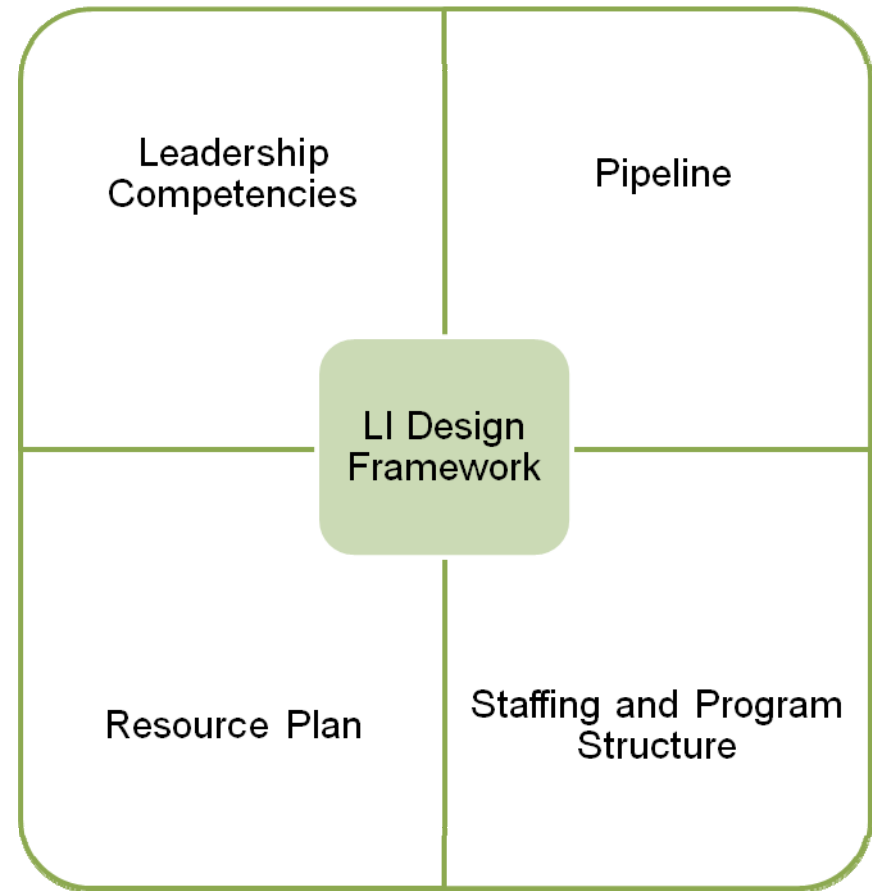 Leadership
Competencies
Pipeline
LI Design
Framework
Resource Plan
Staffing and Program
Structure